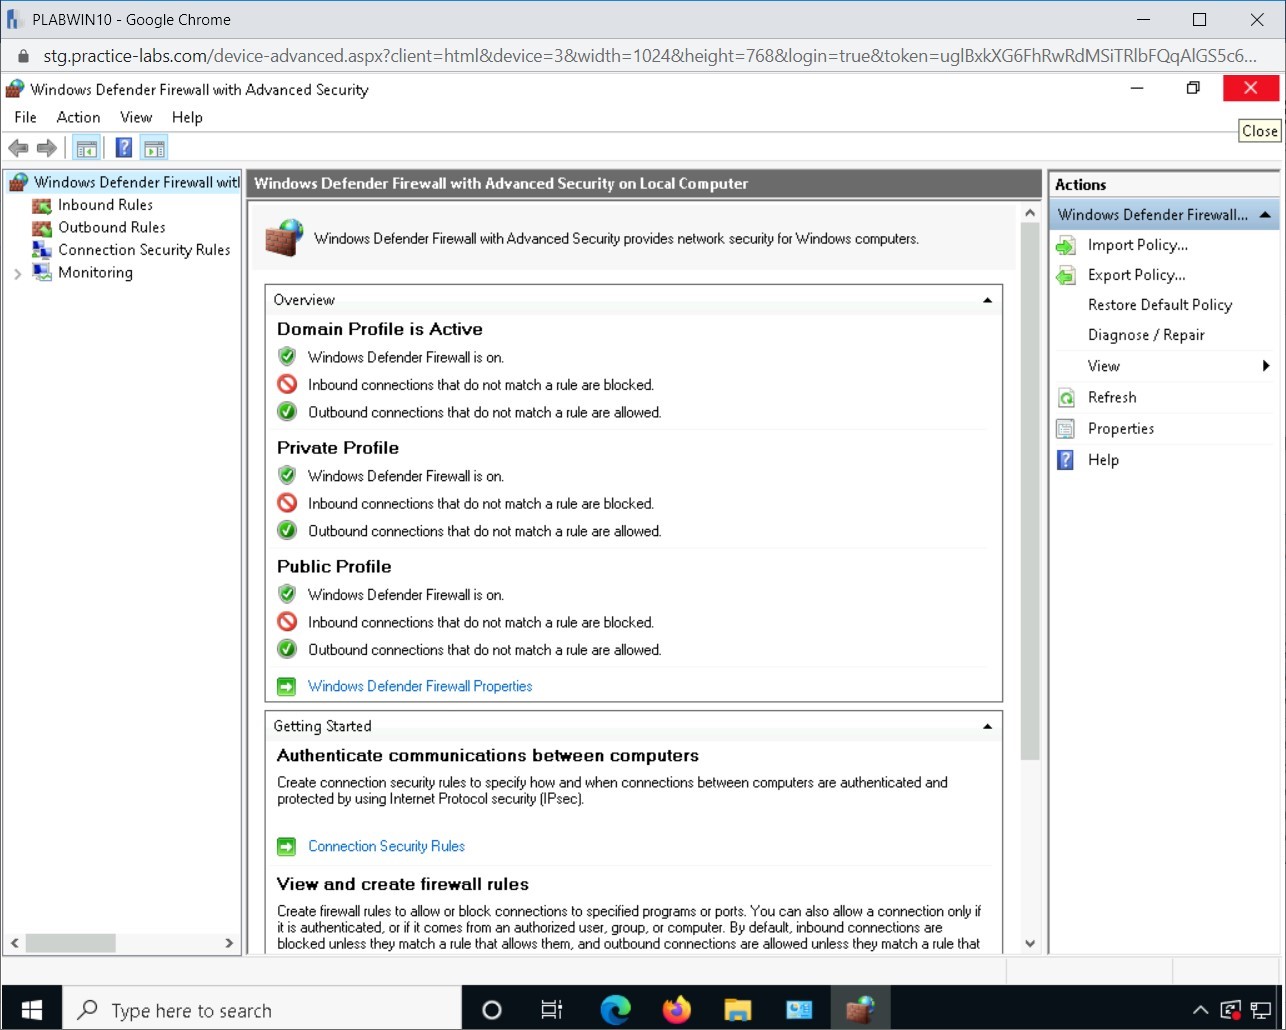 PLABWIN10 - Google Chrome
stg.practice-labs.com/device-advanced.aspx?client=html&device=3&width=1024&height=768&login=true&token=uglBxkXG6FhRwRdMSiTRlbFQqAlGS5c6...
Windows Defender Firewall with Advanced Security
File Action View Help
Close
Windows Defender Firewall witl
Inbound Rules
Outbound Rules
Connection Security Rules
Monitoring
Windows Defender Firewall with Advanced Security on Local Computer
Windows Defender Firewall with Advanced Security provides network security for Windows computers.
Overview
Domain Profile is Active
Windows Defender Firewall is on.
Inbound connections that do not match a rule are blocked.
Outbound connections that do not match a rule are allowed.
Private Profile
Windows Defender Firewall is on.
Inbound connections that do not match a rule are blocked.
Outbound connections that do not match a rule are allowed.
Public Profile
Windows Defender Firewall is on.
Inbound connections that do not match a rule are blocked.
Outbound connections that do not match a rule are allowed.
Windows Defender Firewall Properties
Getting Started
Authenticate communications between computers
Create connection security rules to specify how and when connections between computers are authenticated and
protected by using Internet Protocol security (IPsec).
Connection Security Rules
View and create firewall rules
Create firewall rules to allow or block connections to specified programs or ports. You can also allow a connection only if
it is authenticated, or if it comes from an authorized user, group, or computer. By default, inbound connections are
blocked unless they match a rule that allows them, and outbound connections are allowed unless they match a rule that
Actions
Windows Defender Firewall...
Import Policy...
Export Policy...
Restore Default Policy
Diagnose / Repair
View
Refresh
Properties
Help
Type here to search